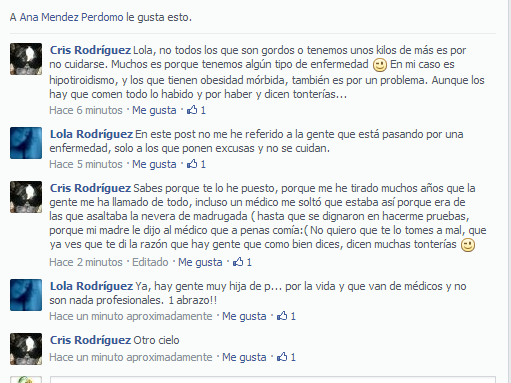 A Ana Mendez Perdomo le gusta esto.
Cris Rodríguez Lola, no todos los que son gordos o tenemos unos kilos de más es por
no cuidarse. Muchos es porque tenemos algún tipo de enfermedad En mi caso es
hipotiroidismo, y los que tienen obesidad mórbida, también es por un problema. Aunque los
hay que comen todo lo habido y por haber y dicen tonterías...
Hace 6 minutos · Me gusta · 1
Lola Rodríguez En este post no me he referido a la gente que está pasando por una
enfermedad, solo a los que ponen excusas y no se cuidan.
Hace 5 minutos · Me gusta · 1
Cris Rodríguez Sabes porque te lo he puesto, porque me he tirado muchos años que la
gente me ha llamado de todo, incluso un médico me soltó que estaba así porque era de
las que asaltaba la nevera de madrugada ( hasta que se dignaron en hacerme pruebas,
porque mi madre le dijo al médico que a penas comía:( No quiero que te lo tomes a mal, que
ya ves que te di la razón que hay gente que como bien dices, dicen muchas tonterías
Hace 2 minutos · Editado · Me gusta · 1
Lola Rodríguez Ya, hay gente muy hija de p... por la vida y que van de médicos y no
son nada profesionales. 1 abrazo!!
Hace un minuto aproximadamente · Me gusta · 1
Cris Rodríguez Otro cielo
Hace un minuto aproximadamente · Me gusta · 1